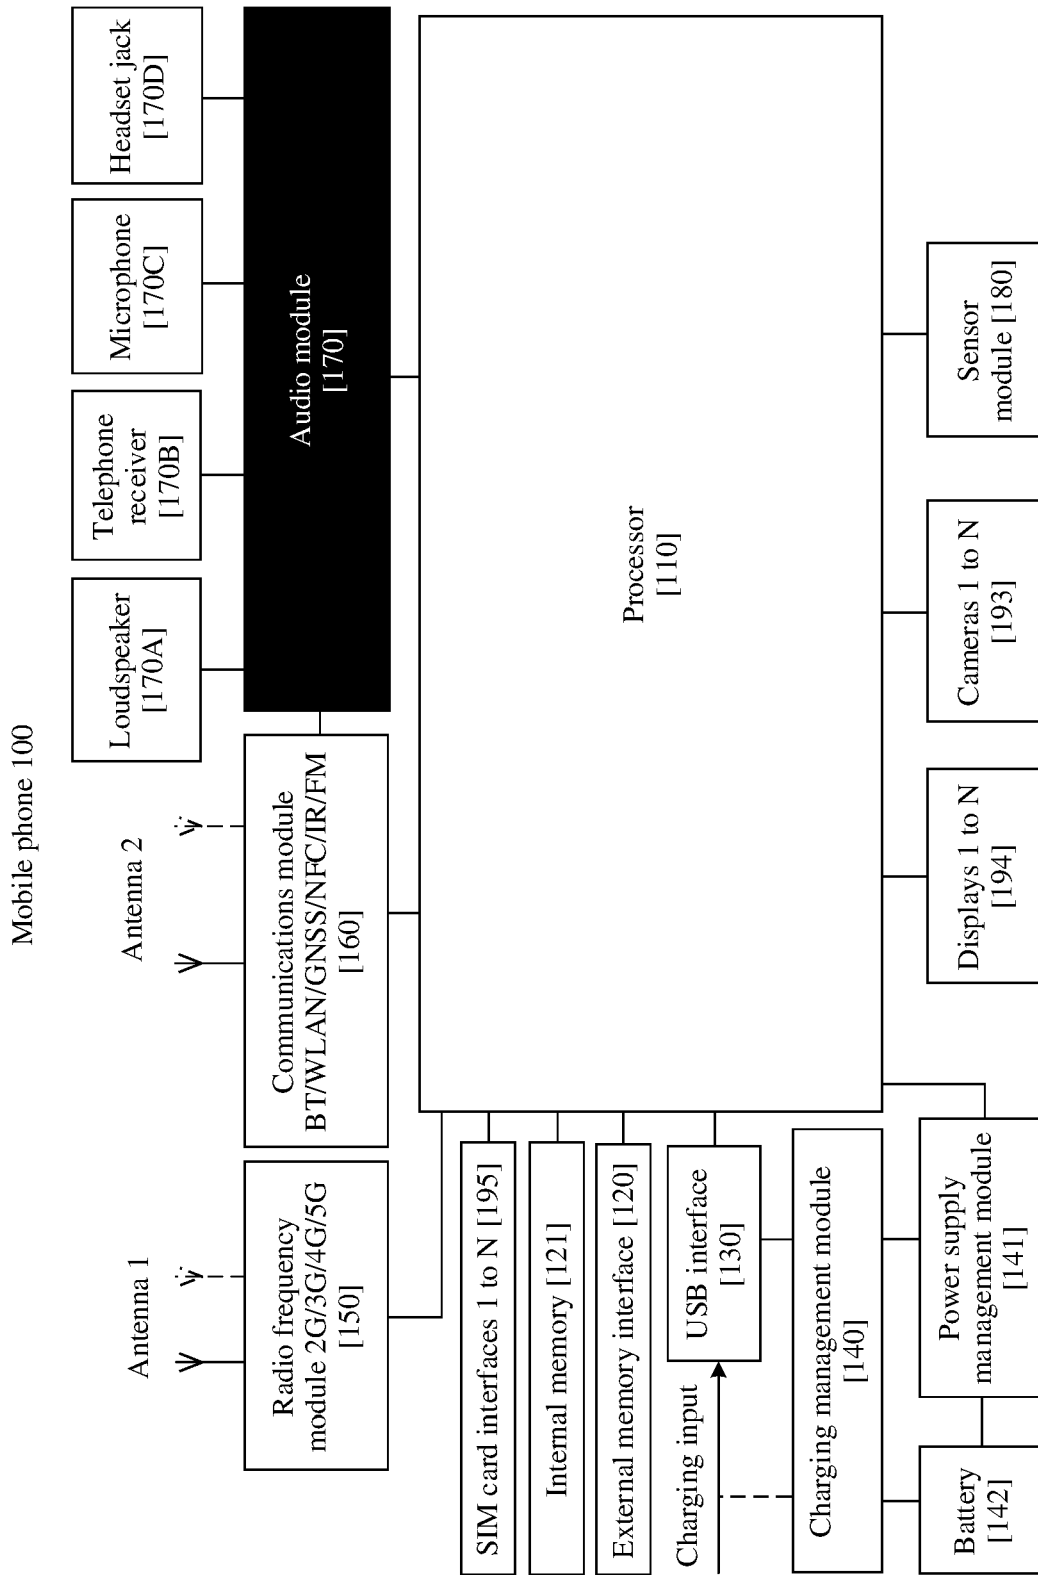 Mobile phone 100
Antenna 1
Antenna 2
Radio frequency
module 2G/3G/4G/5G
[150]
Communications module
BT/WLAN/GNSS/NFC/IR/FM
[160]
Loudspeaker
[170A]
Telephone
receiver
[170B]
Microphone
[170C]
Headset jack
[170D]
Audio module
[170]
SIM card interfaces 1 to N [195]
Internal memory [121]
External memory interface [120]
Charging input
USB interface
[130]
Charging management module
[140]
Processor
[110]
Battery
[142]
Power supply
management module
[141]
Displays 1 to N
[194]
Cameras 1 to N
[193]
Sensor
module [180]